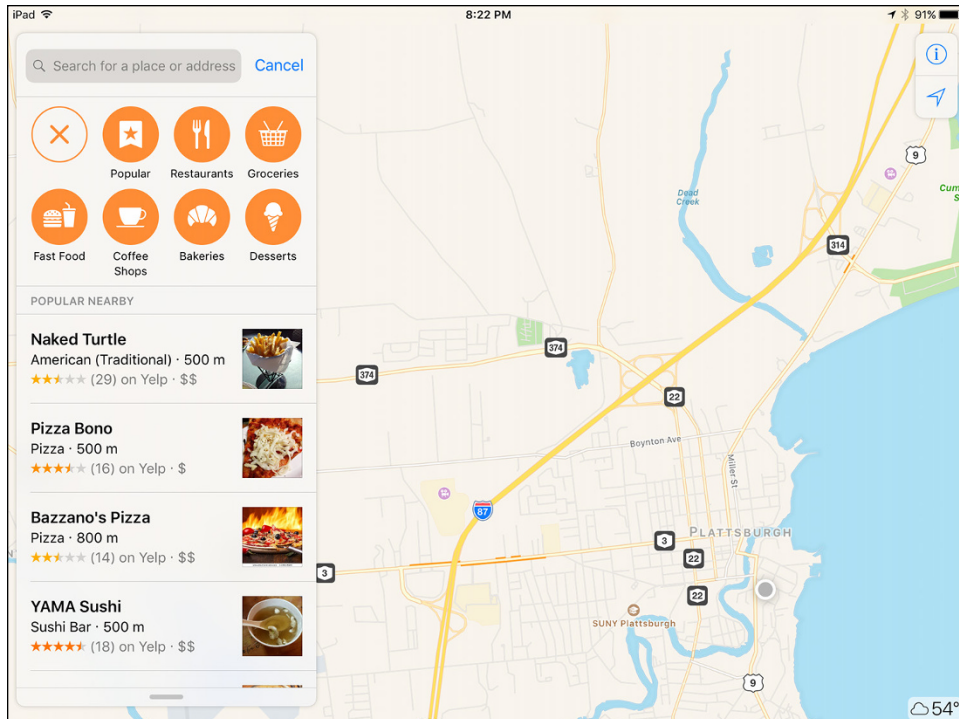 iPad 8:22 PM 91%
Search for a place or address Cancel
Popular Restaurants Groceries
Fast Food Coffee Shops Bakeries Desserts
POPULAR NEARBY
Naked Turtle
American (Traditional) · 500 m
(29) on Yelp · $$
Pizza Bono
Pizza · 500 m
(16) on Yelp · $
Bazzano's Pizza
Pizza · 800 m
(14) on Yelp · $$
YAMA Sushi
Sushi Bar · 500 m
(18) on Yelp · $$
9
Dead
Creek
314
374
374
22
Boynton Ave
Miller St
87
PLATTSBURGH
3
22
3
22
SUNY Plattsburgh
9
54°